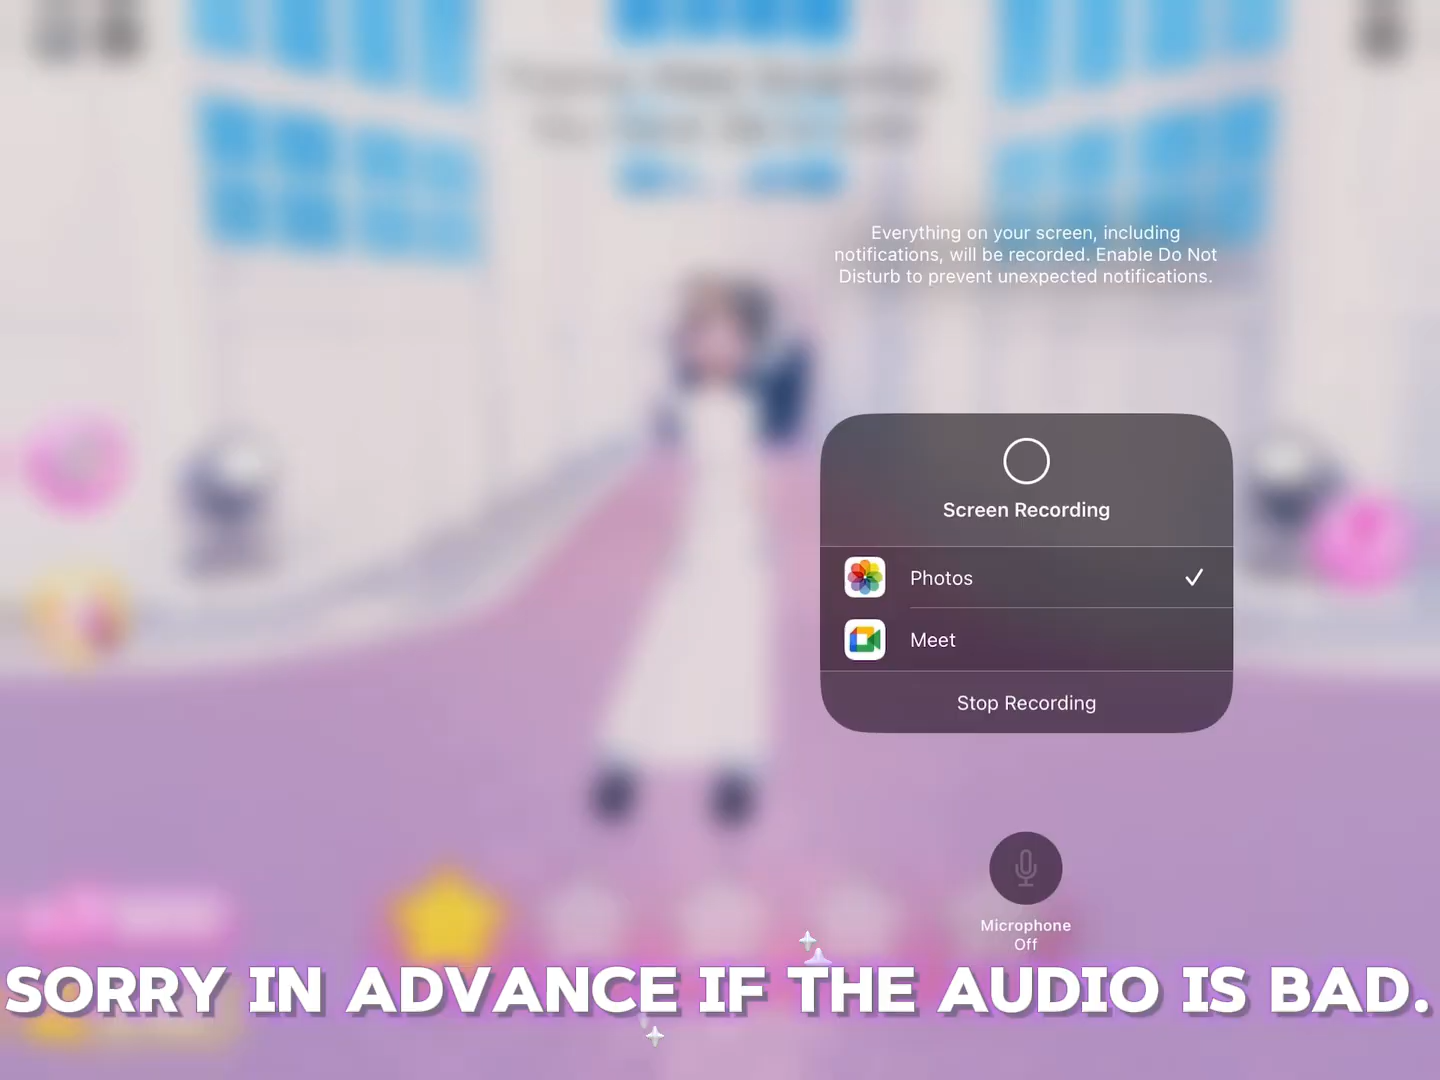 Everything on your screen, including
notifications, will be recorded. Enable Do Not
Disturb to prevent unexpected notifications.
Screen Recording
Photos
Meet
Stop Recording
Microphone
Off
SORRY IN ADVANCE IF THE AUDIO IS BAD.